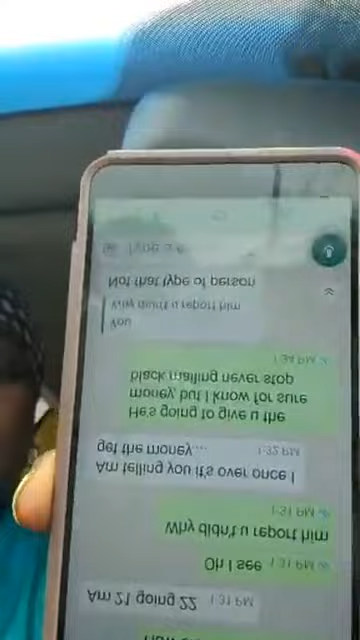 Am 21 going 22 1:31 PM
Oh I see 1:31 PM
Why didn't u report him
1:31 PM
Am telling you it's over once I
get the money... 1:32 PM
He's going to give u the
money, but I know for sure
black mailing never stop
1:34 PM
You
Why didn't u report him
Not that type of person
Type a